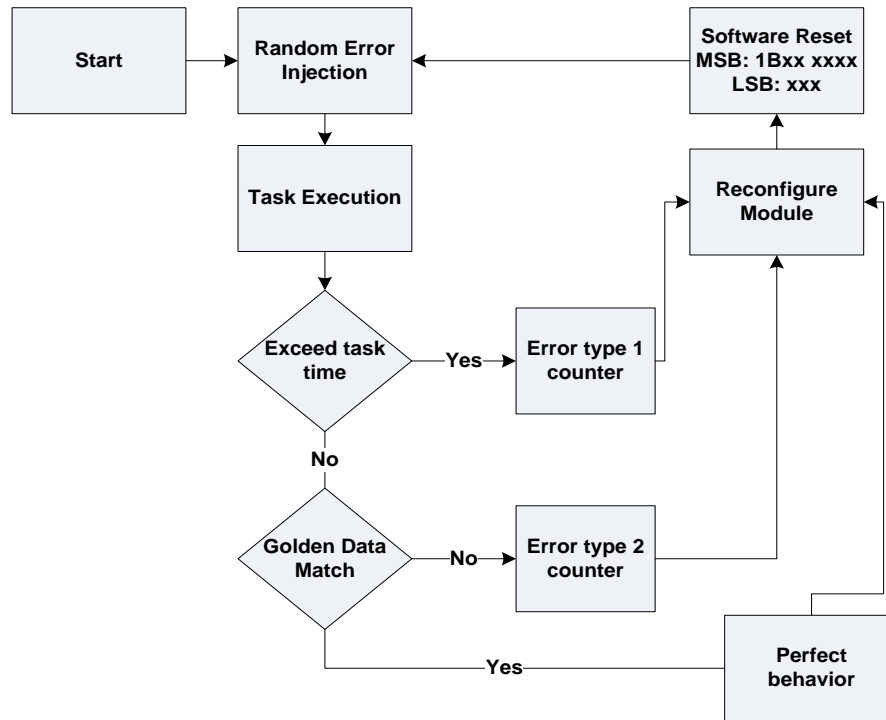 Start
Random Error
Injection
Software Reset
MSB: 1Bxx xxxx
LSB: xxx
Task Execution
Reconfigure
Module
Exceed task
time
Yes
Error type 1
counter
No
Golden Data
Match
No
Error type 2
counter
Yes
Perfect
behavior